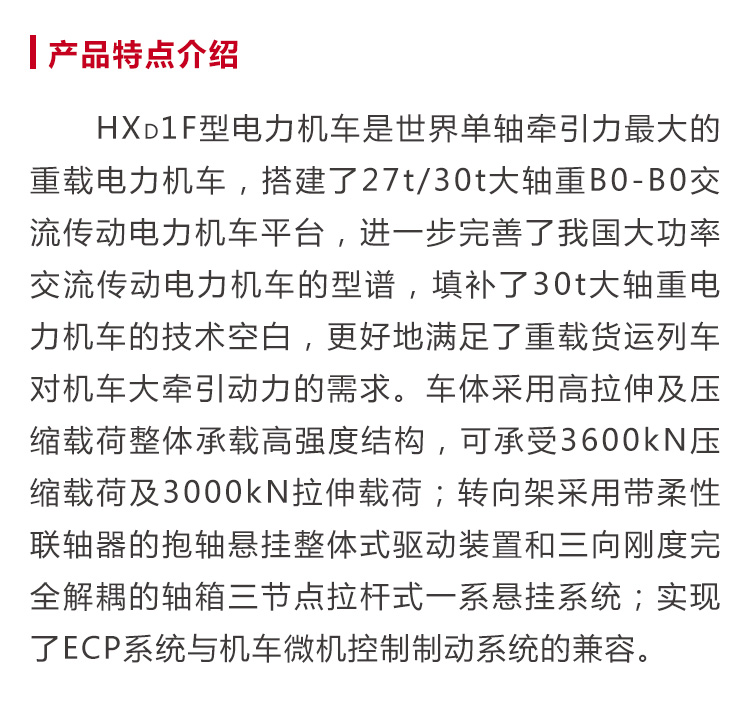 产品特点介绍
HXD1F型电力机车是世界单轴牵引力最大的
重载电力机车，搭建了27t/30t大轴重B0-B0交
流传动电力机车平台，进一步完善了我国大功率
交流传动电力机车的型谱，填补了30t大轴重电
力机车的技术空白，更好地满足了重载货运列车
对机车大牵引动力的需求。车体采用高拉伸及压
缩载荷整体承载高强度结构，可承受3600kN压
缩载荷及3000kN拉伸载荷；转向架采用带柔性
联轴器的抱轴悬挂整体式驱动装置和三向刚度完
全解耦的轴箱三节点拉杆式一系悬挂系统；实现
了ECP系统与机车微机控制制动系统的兼容。